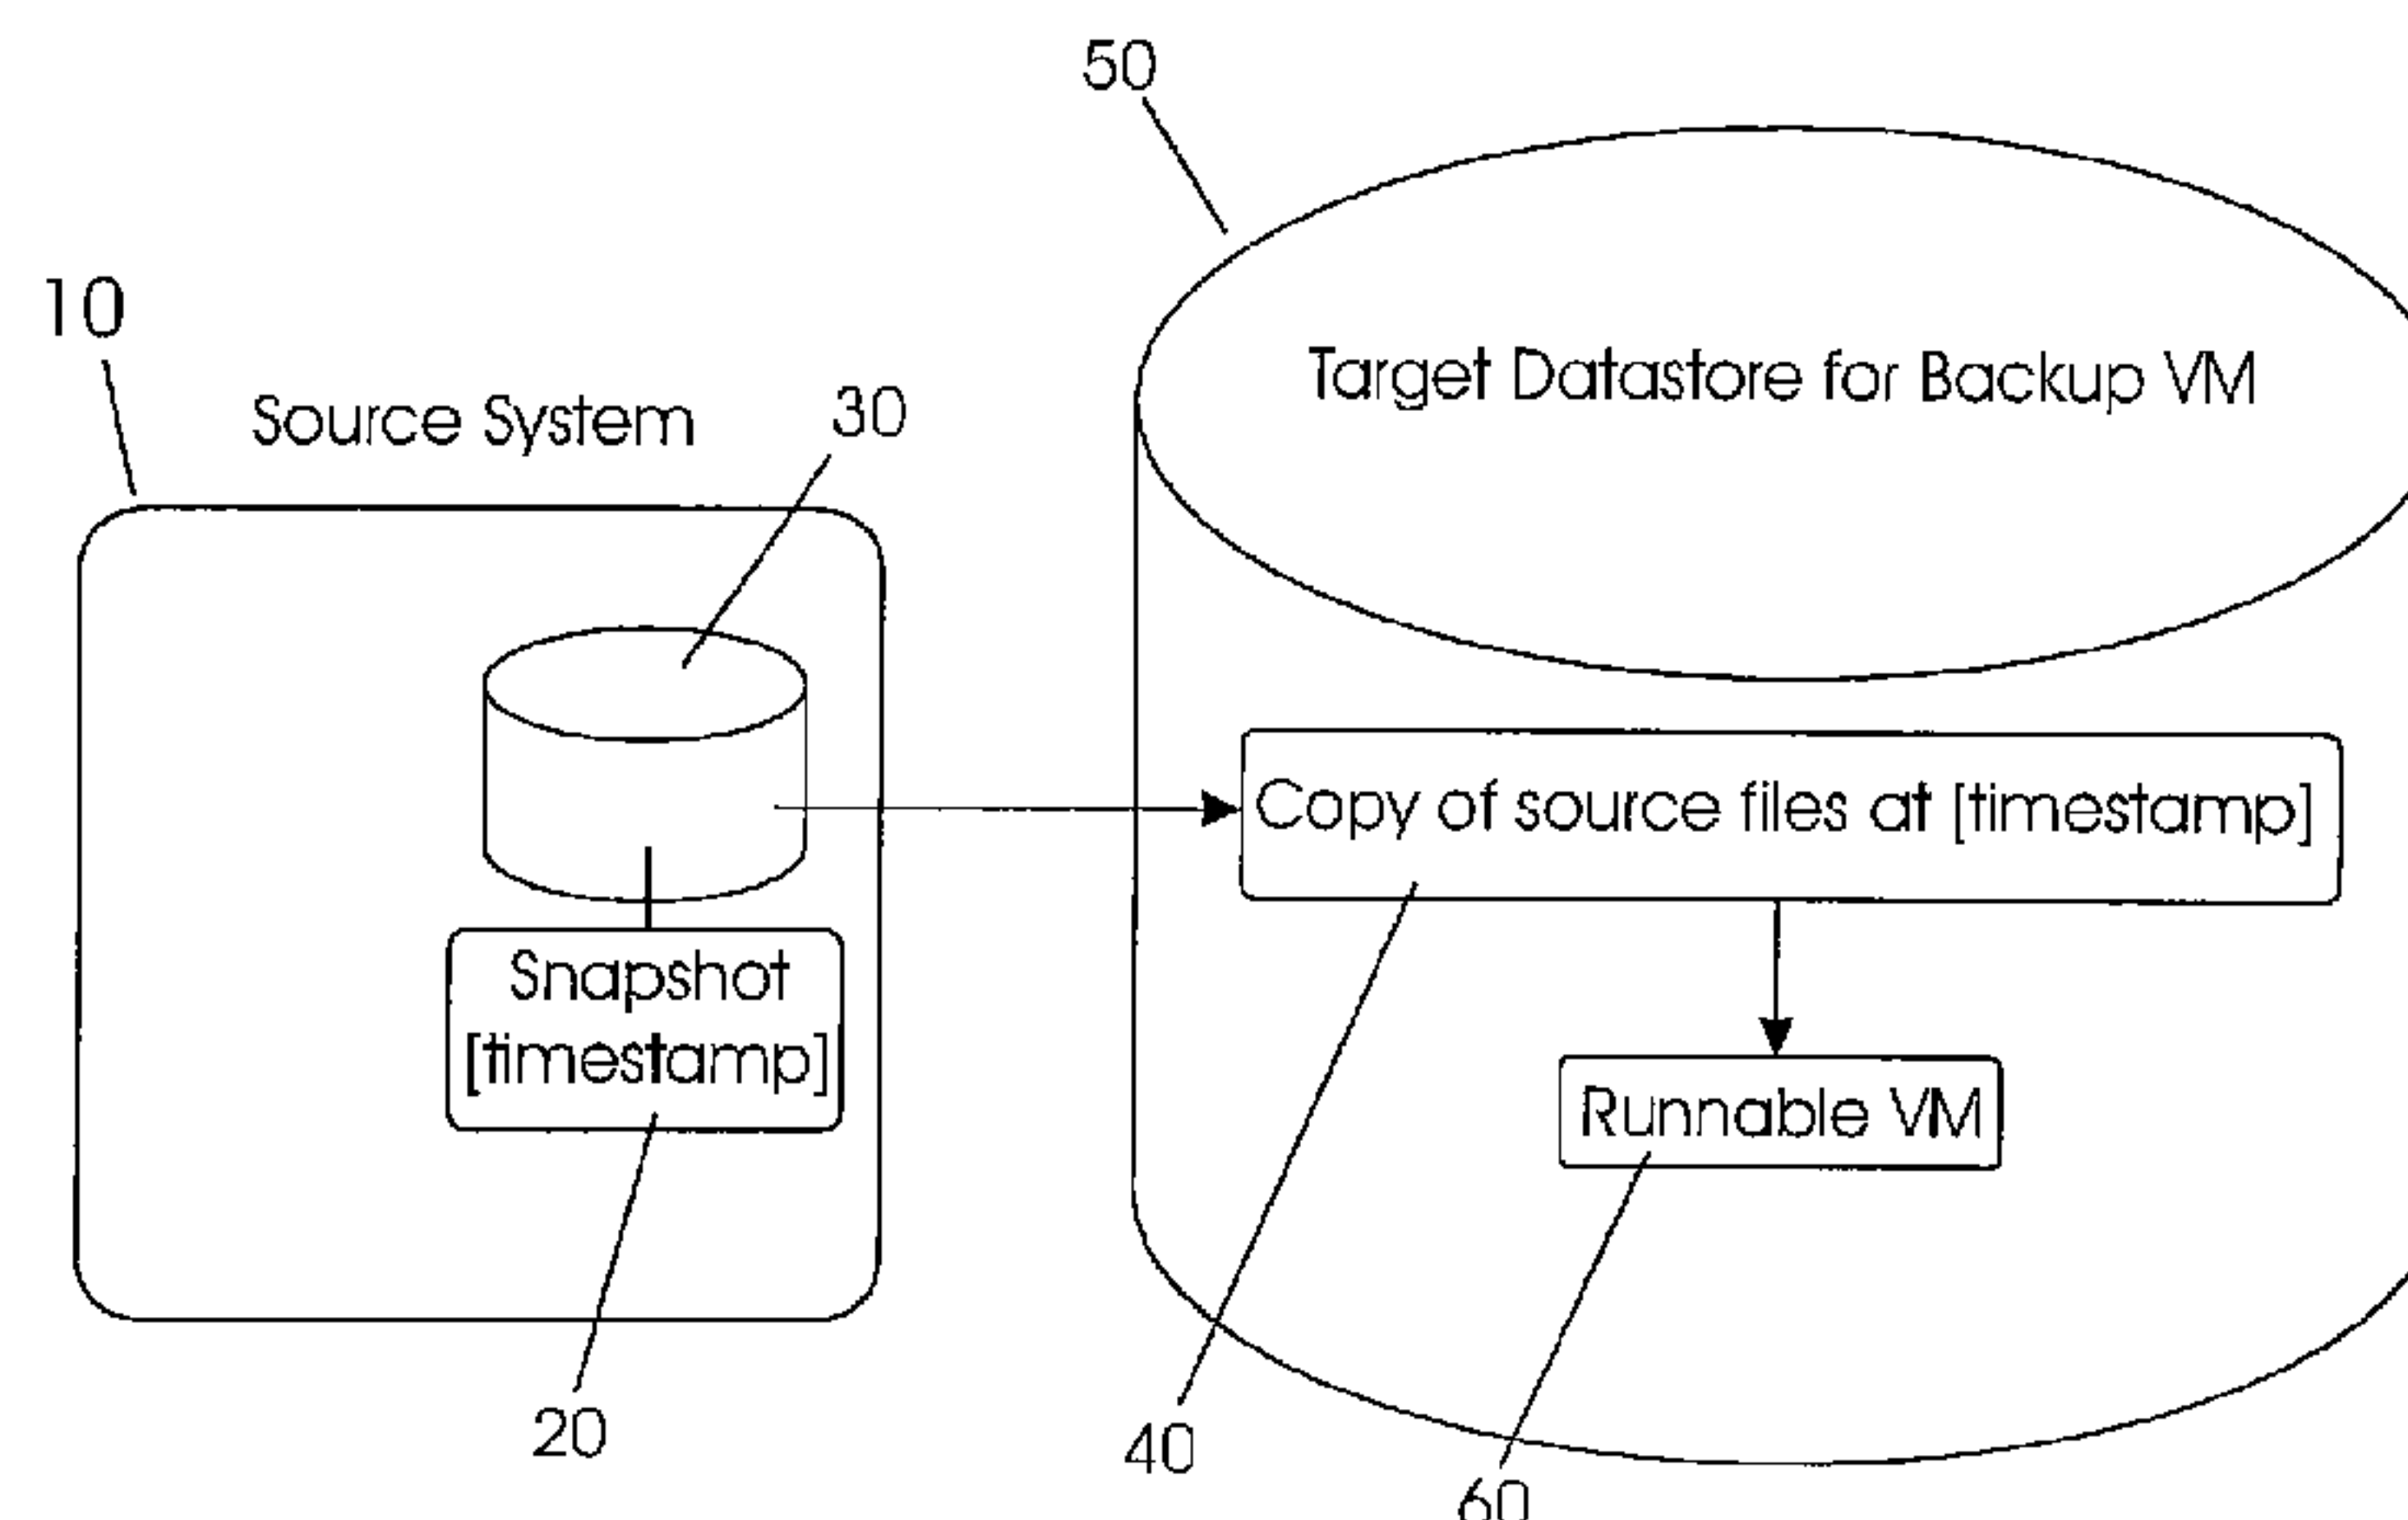 50
10
Source System
30
Target Datastore for Backup VM
Copy of source files at [timestamp]
Snapshot
[timestamp]
Runnable VM
20
40
60